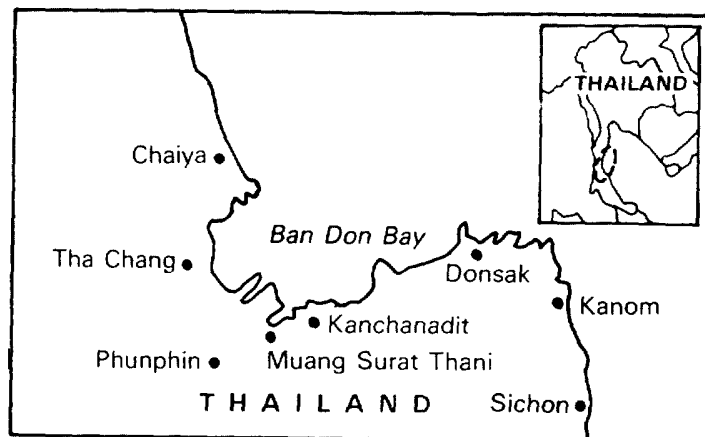 THAILAND
Chaiya
Ban Don Bay
Tha Chang
Donsak
Kanom
Kanchanadit
Phunphin
Muang Surat Thani
THAILAND
Sichon